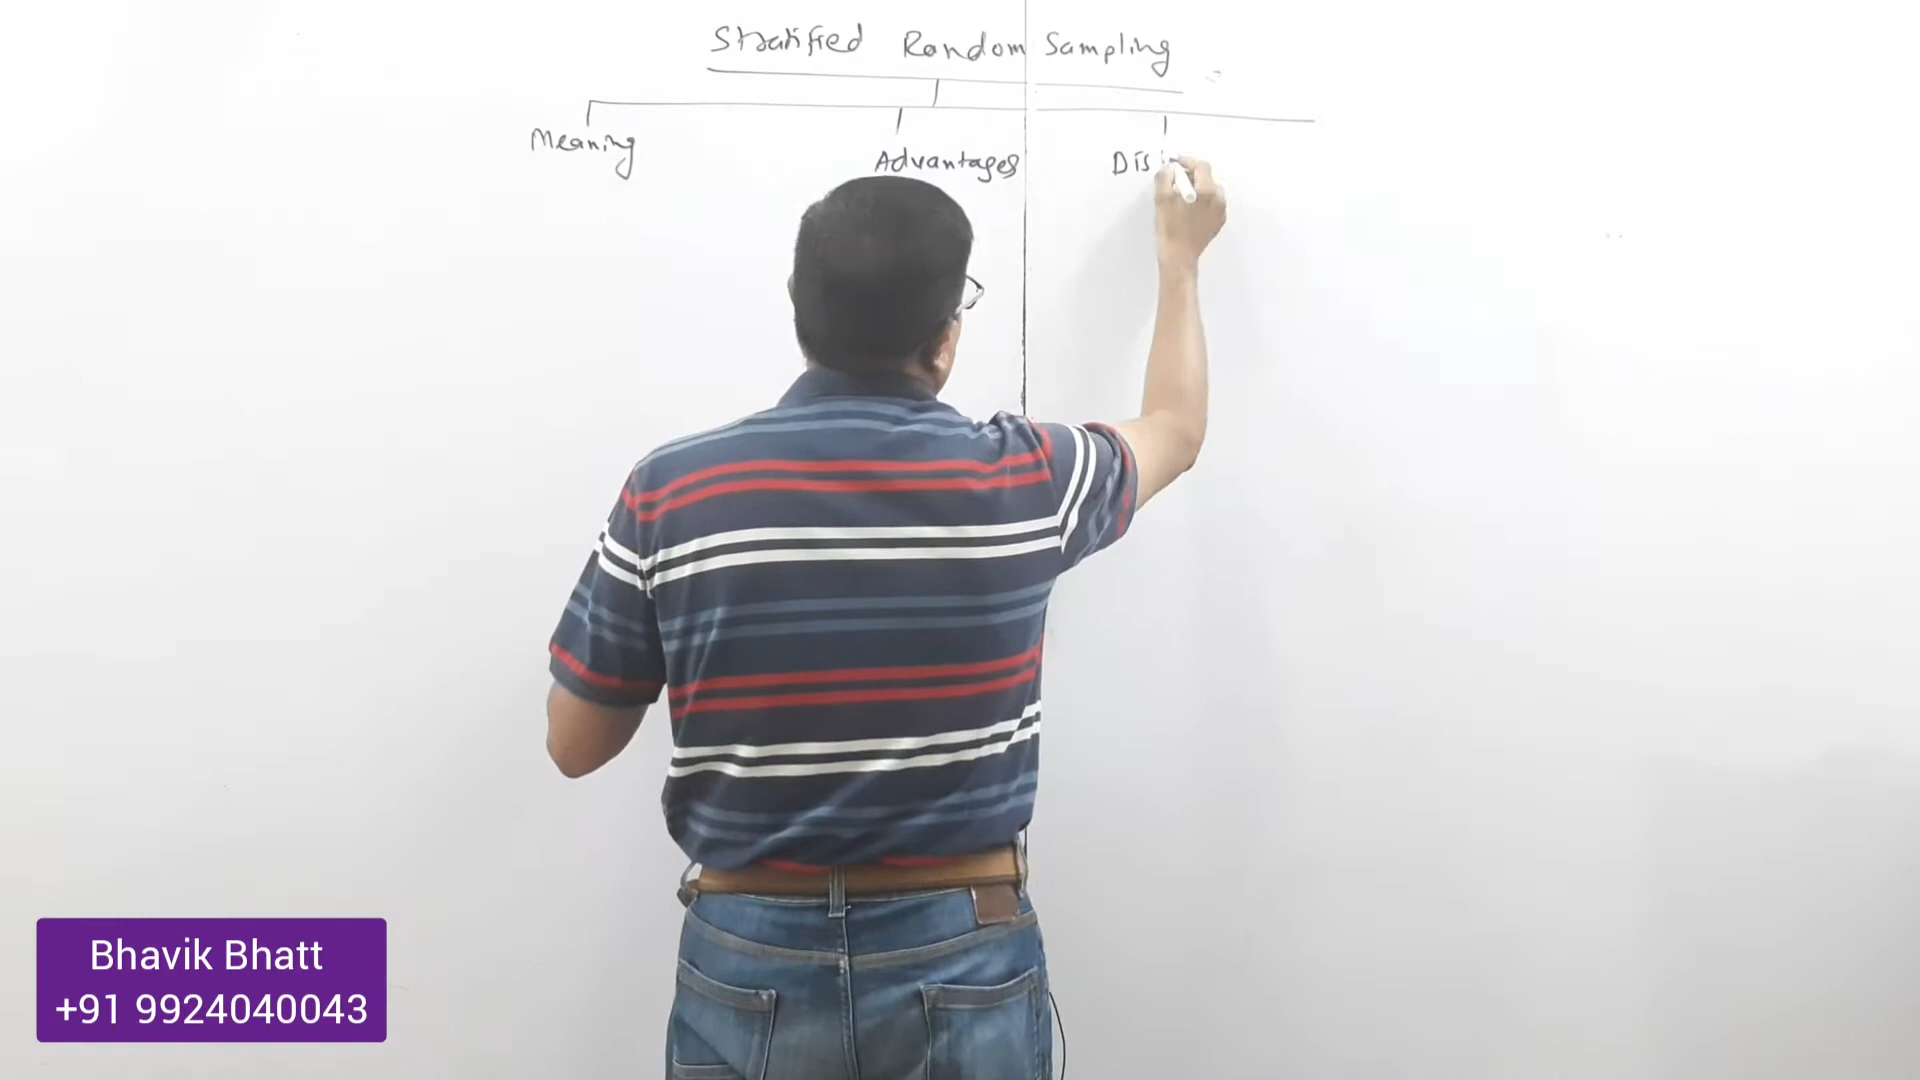 Stratified Random Sampling
Meaning
Advantages
Dis
Bhavik Bhatt
+91 9924040043